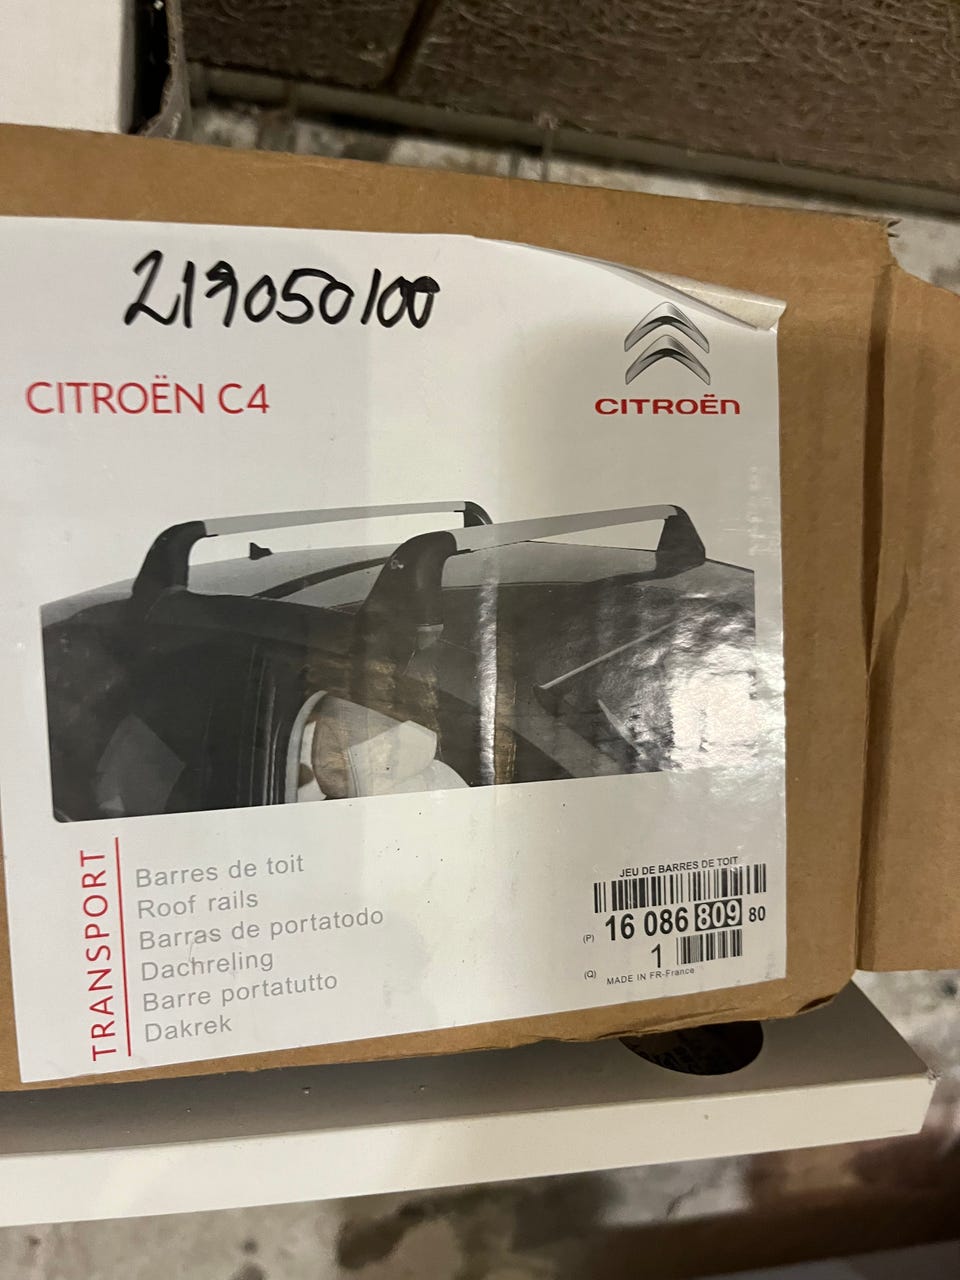 219050100
CITROËN C4
CITROËN
TRANSPORT
Barres de toit
Roof rails
Barras de portatodo
Dachreling
Barre portatutto
Dakrek
JEU DE BARRES DE TOIT
(P) 16 086 809 80
(Q) 1
MADE IN FR-France